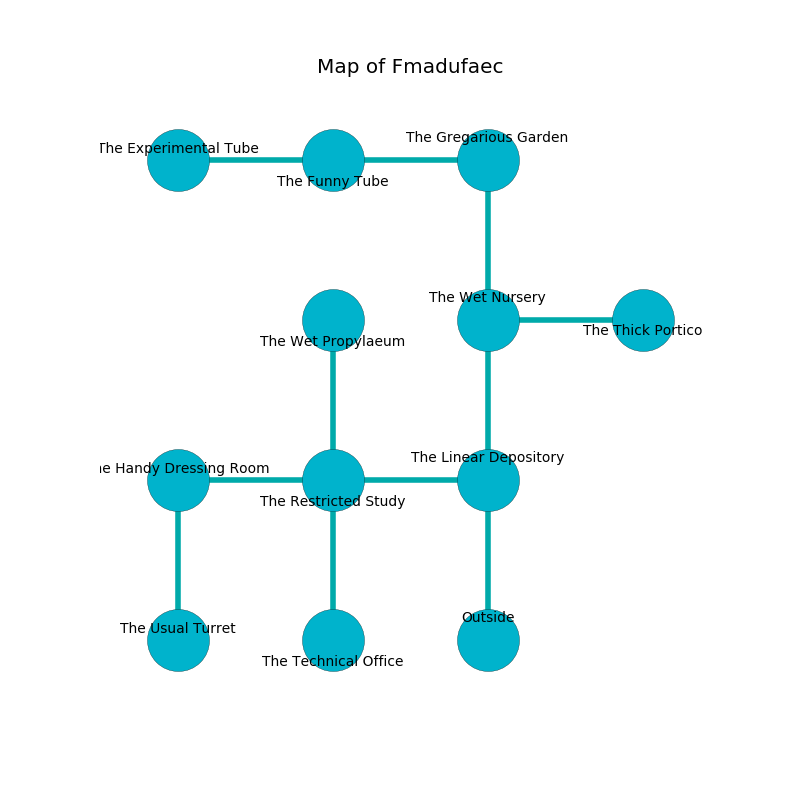 Map of Fmadufaec
The Gregarious Garden
The Experimental Tube
The Funny Tube
The Wet Nursery
The Thick Portico
The Wet Propylaeum
The Linear Depository
e Handy Dressing Room
The Restricted Study
Outside
The Usual Turret
The Technical Office